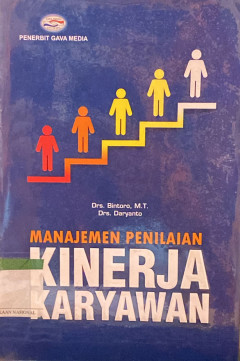 PENERBIT GAVA MEDIA
Drs. Bintoro, M.T.
Drs. Daryanto
MANAJEMEN PENILAIAN
KINERJA
KARYAWAN